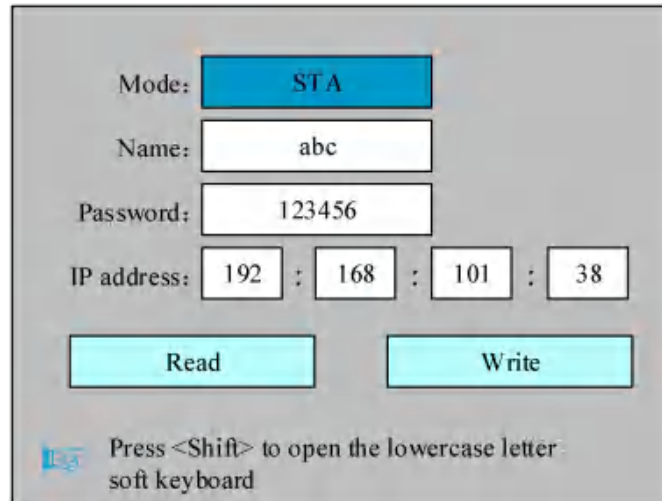 Mode: STA
Name: abc
Password: 123456
IP address: 192 : 168 : 101 : 38
Read Write
Press <Shift> to open the lowercase letter
soft keyboard